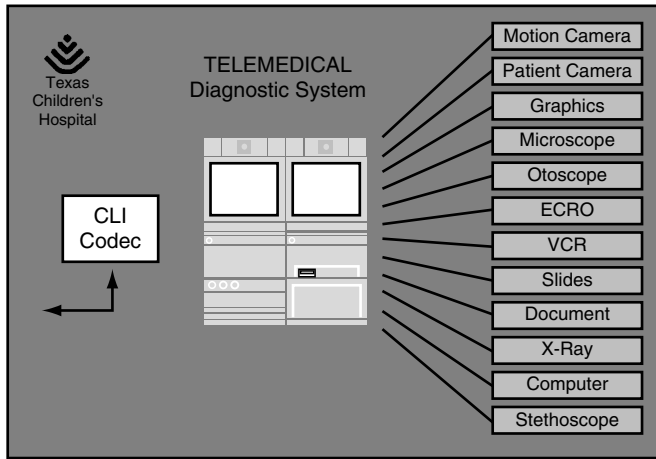 Texas
Children's
Hospital
TELEMEDICAL
Diagnostic System
CLI
Codec
Motion Camera
Patient Camera
Graphics
Microscope
Otoscope
ECRO
VCR
Slides
Document
X-Ray
Computer
Stethoscope